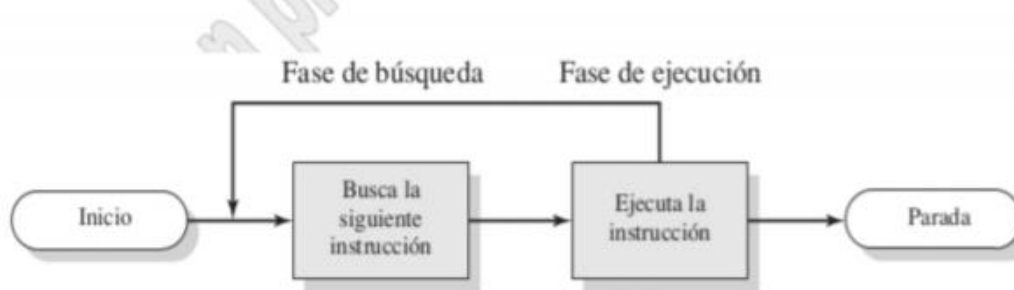 Fase de búsqueda Fase de ejecución
Inicio
Busca la
siguiente
instrucción
Ejecuta la
instrucción
Parada